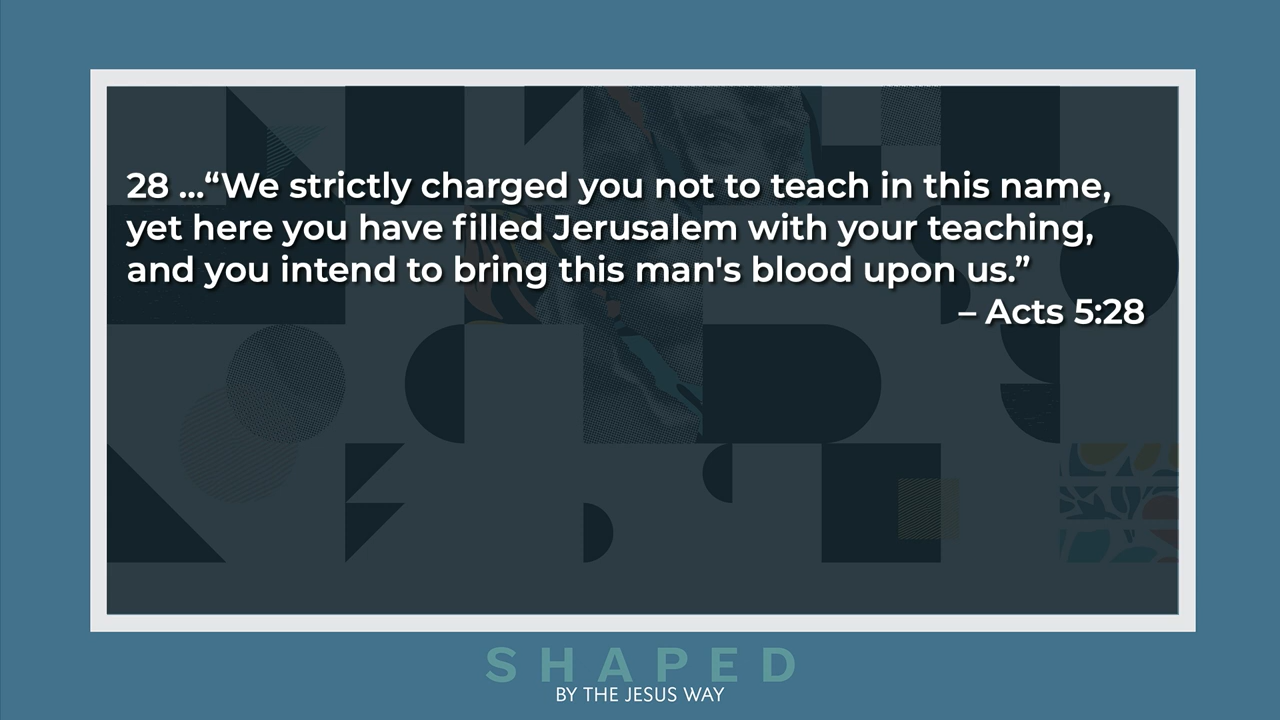 28 ...“We strictly charged you not to teach in this name,
yet here you have filled Jerusalem with your teaching,
and you intend to bring this man's blood upon us.”
– Acts 5:28
SHAPED
BY THE JESUS WAY